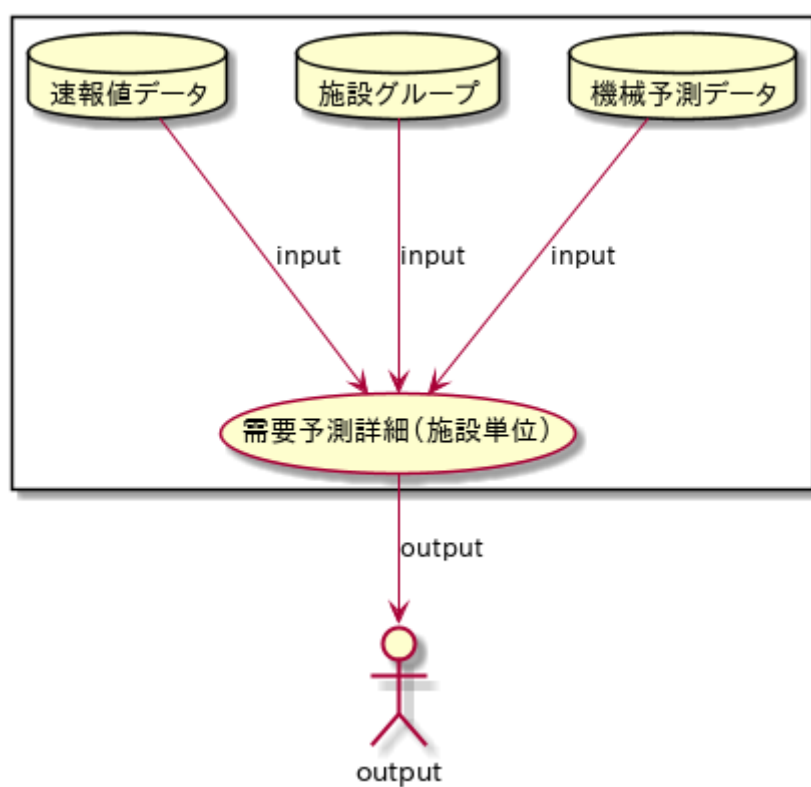 速報値データ
施設グループ
機械予測データ
input
input
input
需要予測詳細（施設単位）
output
output